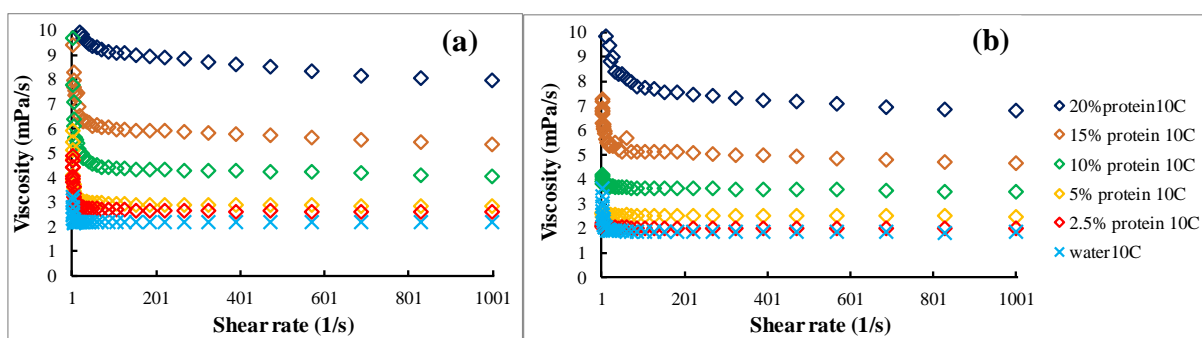 (a)
Viscosity (mPa/s)
10
9
8
7
6
5
4
3
2
1
0
1 201 401 601 801 1001
Shear rate (1/s)
(b)
Viscosity (mPa/s)
10
9
8
7
6
5
4
3
2
1
0
1 201 401 601 801 1001
Shear rate (1/s)
20%protein10C
15% protein 10C
10% protein 10C
5% protein 10C
2.5% protein 10C
water10C